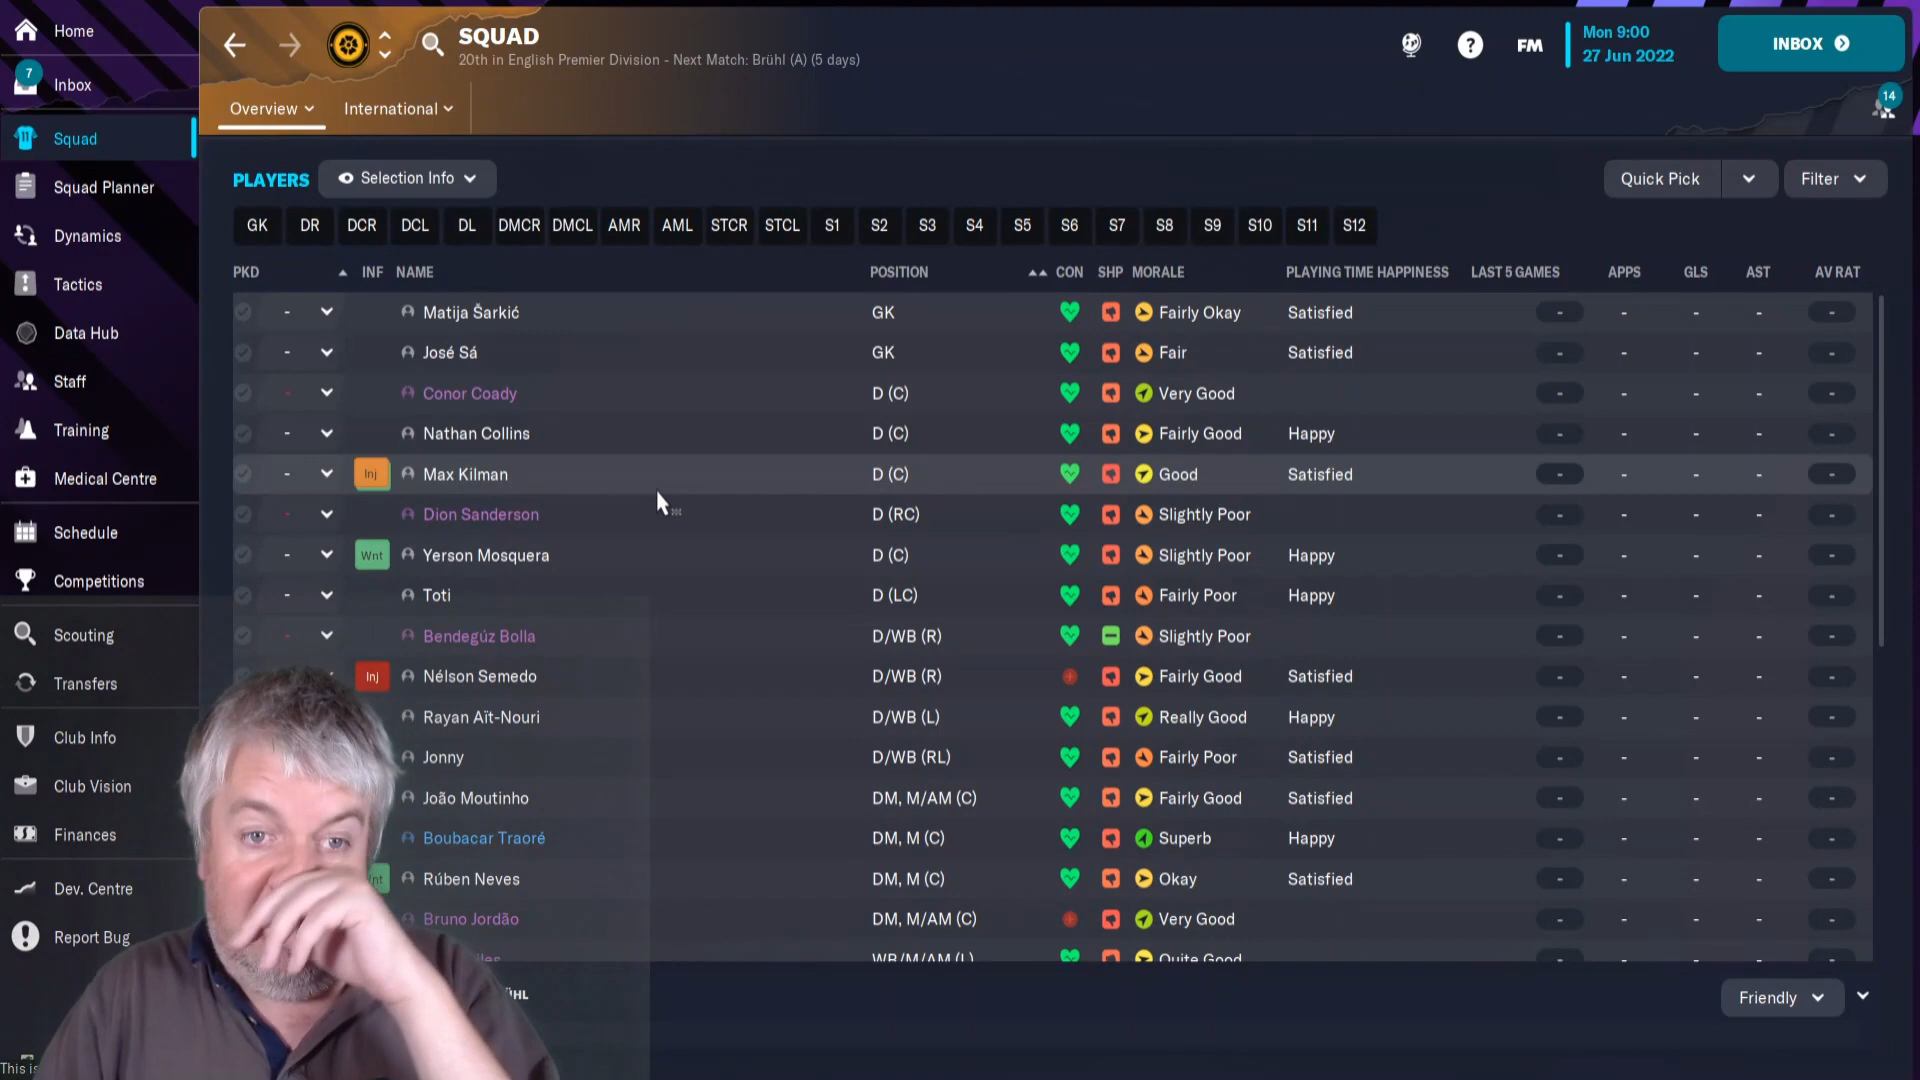 Home
7
Inbox
Squad
Squad Planner
Dynamics
Tactics
Data Hub
Staff
Training
Medical Centre
Schedule
Competitions
Scouting
Transfers
Club Info
Club Vision
Finances
Dev. Centre
Report Bug
This is
SQUAD
20th in English Premier Division - Next Match: Brühl (A) (5 days)
FM
Mon 9:00
27 Jun 2022
INBOX
Overview
International
14
PLAYERS
Selection Info
Quick Pick
Filter
GK DR DCR DCL DL DMCR DMCL AMR AML STCR STCL S1 S2 S3 S4 S5 S6 S7 S8 S9 S10 S11 S12
PKD INF NAME POSITION CON SHP MORALE PLAYING TIME HAPPINESS LAST 5 GAMES APPS GLS AST AV RAT
- Matija Šarkić GK Fairly Okay Satisfied - - - - -
- José Sá GK Fair Satisfied - - - - -
- Conor Coady D (C) Very Good - - - - -
- Nathan Collins D (C) Fairly Good Happy - - - - -
- Inj Max Kilman D (C) Good Satisfied - - - - -
- Dion Sanderson D (RC) Slightly Poor - - - - -
- Wnt Yerson Mosquera D (C) Slightly Poor Happy - - - - -
- Toti D (LC) Fairly Poor Happy - - - - -
- Bendegúz Bolla D/WB (R) Slightly Poor - - - - -
Inj Nélson Semedo D/WB (R) Fairly Good Satisfied - - - - -
Rayan Aït-Nouri D/WB (L) Really Good Happy - - - - -
Jonny D/WB (RL) Fairly Poor Satisfied - - - - -
João Moutinho DM, M/AM (C) Fairly Good Satisfied - - - - -
Boubacar Traoré DM, M (C) Superb Happy - - - - -
Rúben Neves DM, M (C) Okay Satisfied - - - - -
Bruno Jordão DM, M/AM (C) Very Good - - - - -
WB/M/AM (L) Quite Good - - - - -
Friendly